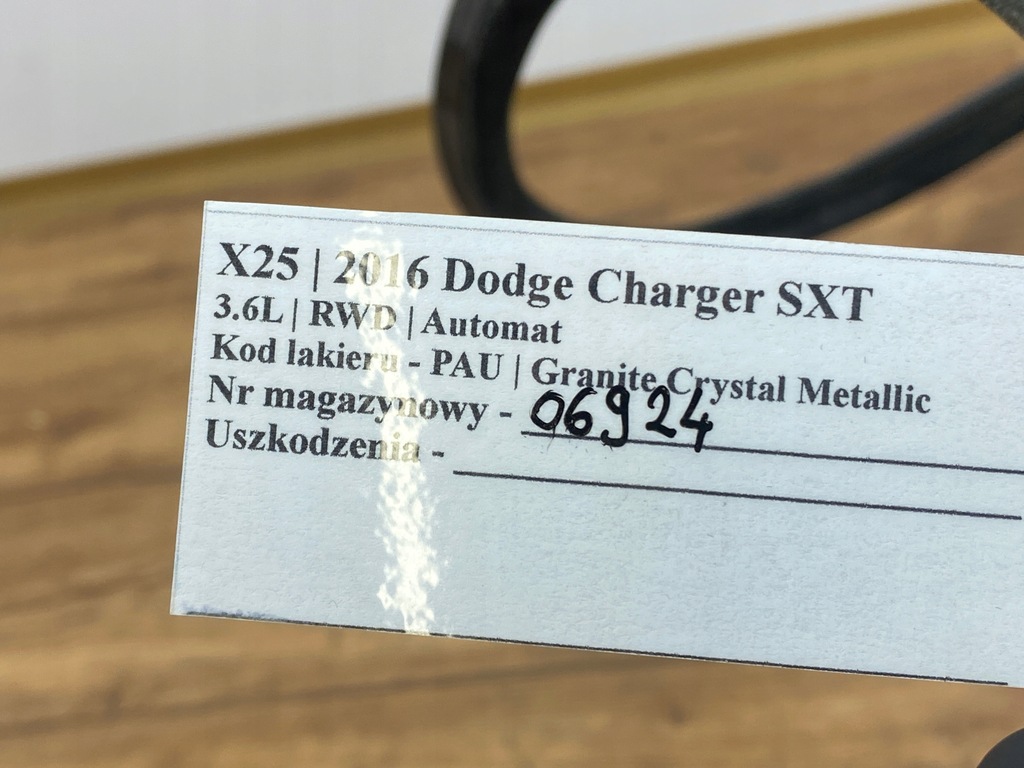 X25 | 2016 Dodge Charger SXT
3.6L | RWD | Automat
Kod lakieru - PAU | Granite Crystal Metallic
Nr magazynowy - 06924
Uszkodzenia -